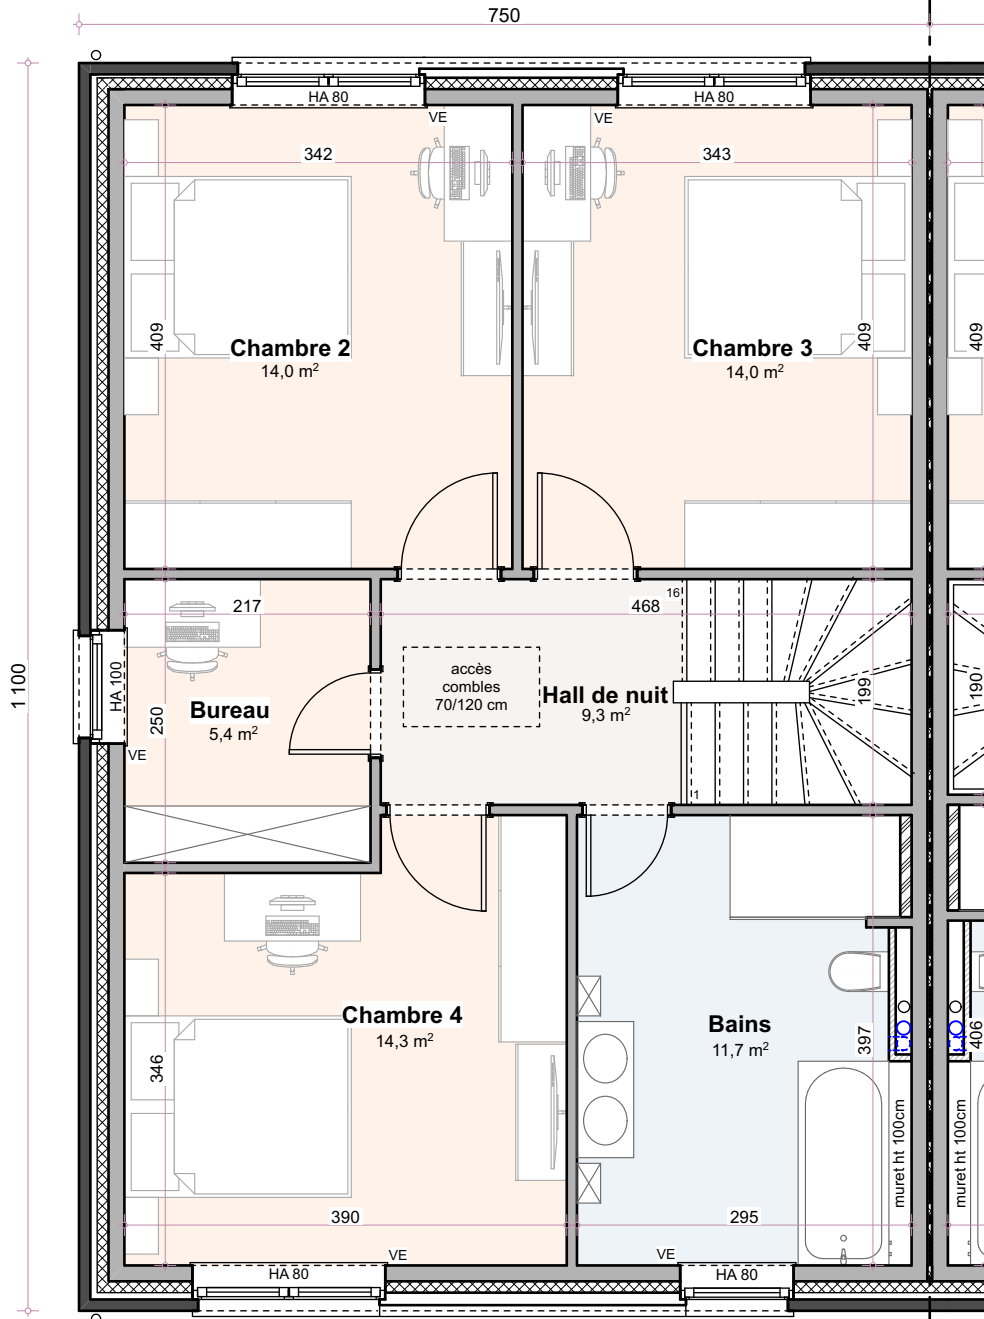 750
HA 80
HA 80
VE
VE
342
343
409
409
409
Chambre 2
14,0 m²
Chambre 3
14,0 m²
217
468
16
HA 100
accès
combles
70/120 cm
Hall de nuit
9,3 m²
199
190
Bureau
5,4 m²
250
VE
1
1100
Chambre 4
14,3 m²
346
Bains
11,7 m²
397
406
muret ht 100cm
muret ht 100cm
390
295
VE
VE
HA 80
HA 80